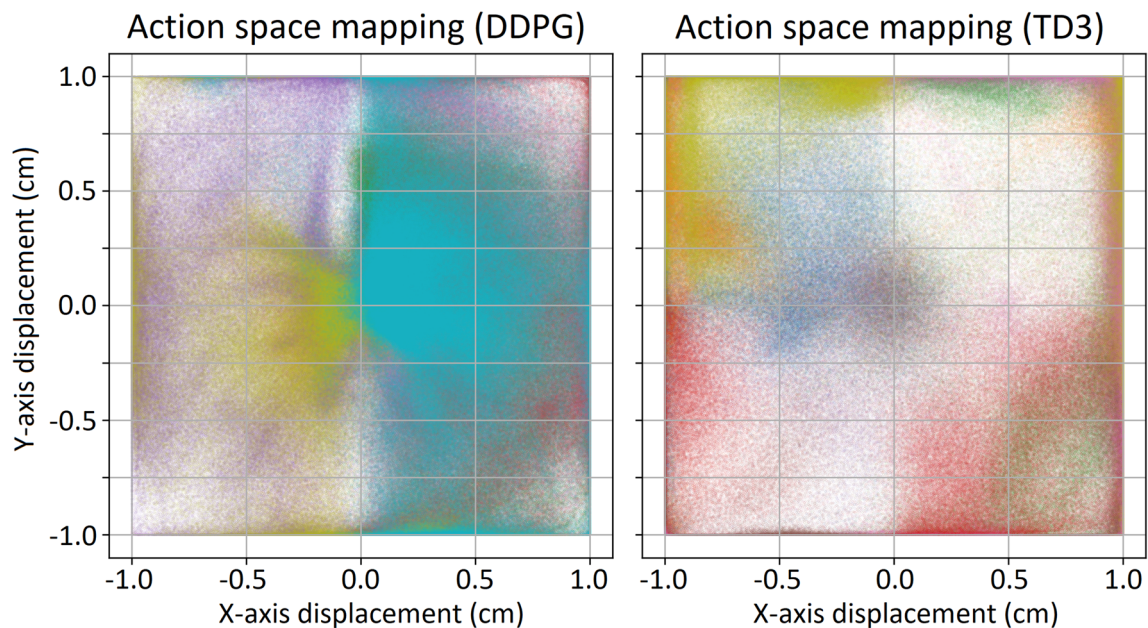 Action space mapping (DDPG)
Action space mapping (TD3)
Y-axis displacement (cm)
1.0
0.5
0.0
-0.5
-1.0
-1.0 -0.5 0.0 0.5 1.0
-1.0 -0.5 0.0 0.5 1.0
X-axis displacement (cm)
X-axis displacement (cm)